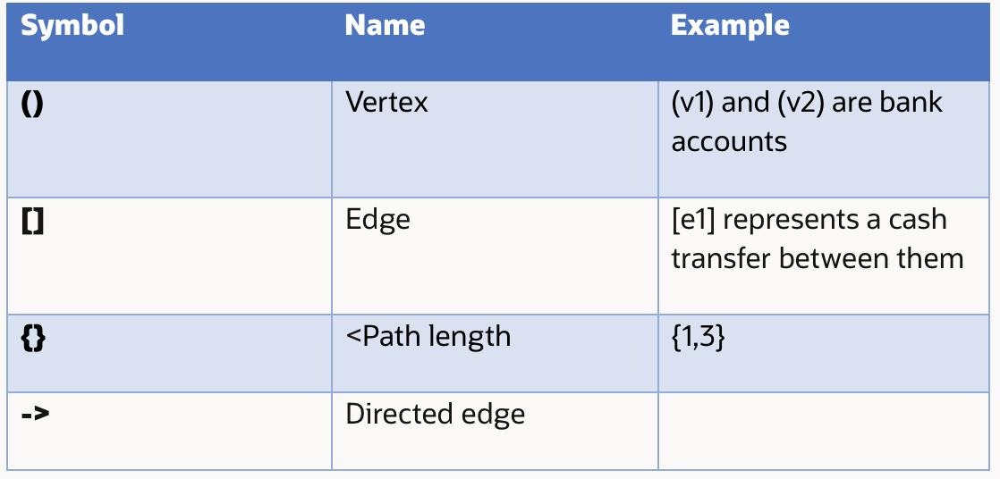 Symbol Name Example
() Vertex (v1) and (v2) are bank
accounts
[] Edge [e1] represents a cash
transfer between them
{} <Path length {1,3}
-> Directed edge